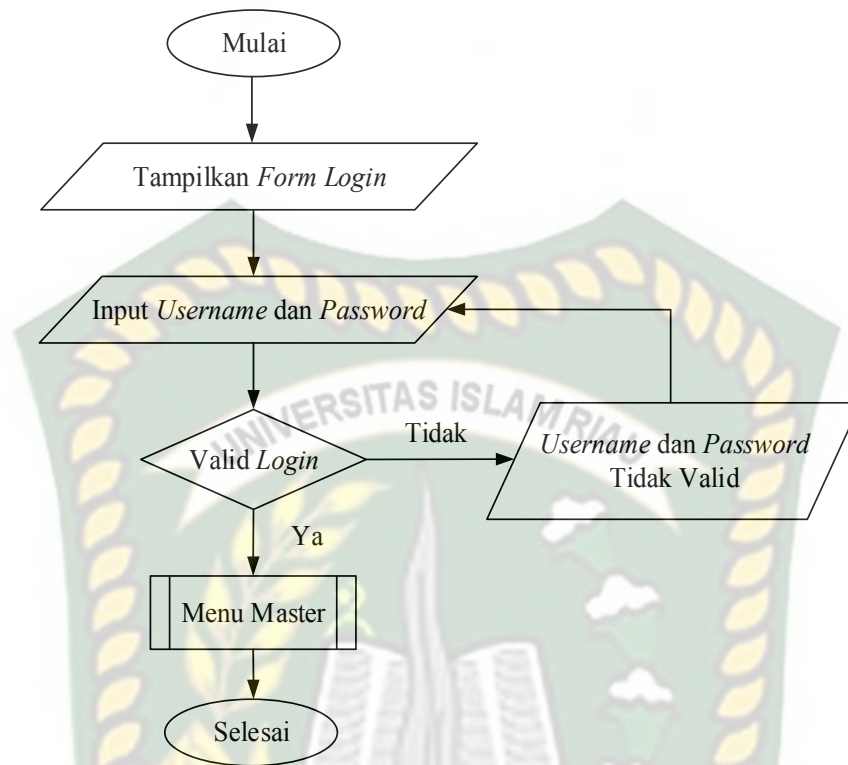 Mulai
Tampilkan Form Login
Input Username dan Password
UNIVERSITAS ISLAM RIAU
Valid Login
Tidak
Username dan Password
Tidak Valid
Ya
Menu Master
Selesai